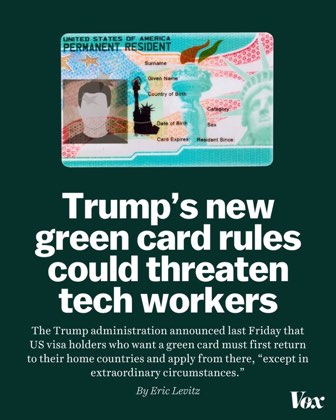 UNITED STATES OF AMERICA
PERMANENT RESIDENT
Surname
Given Name
Country of Birth
Category
Date of Birth
Sex
Card Expires: Resident Since:
Trump’s new
green card rules
could threaten
tech workers
The Trump administration announced last Friday that
US visa holders who want a green card must first return
to their home countries and apply from there, “except in
extraordinary circumstances.”
By Eric Levitz
Vox